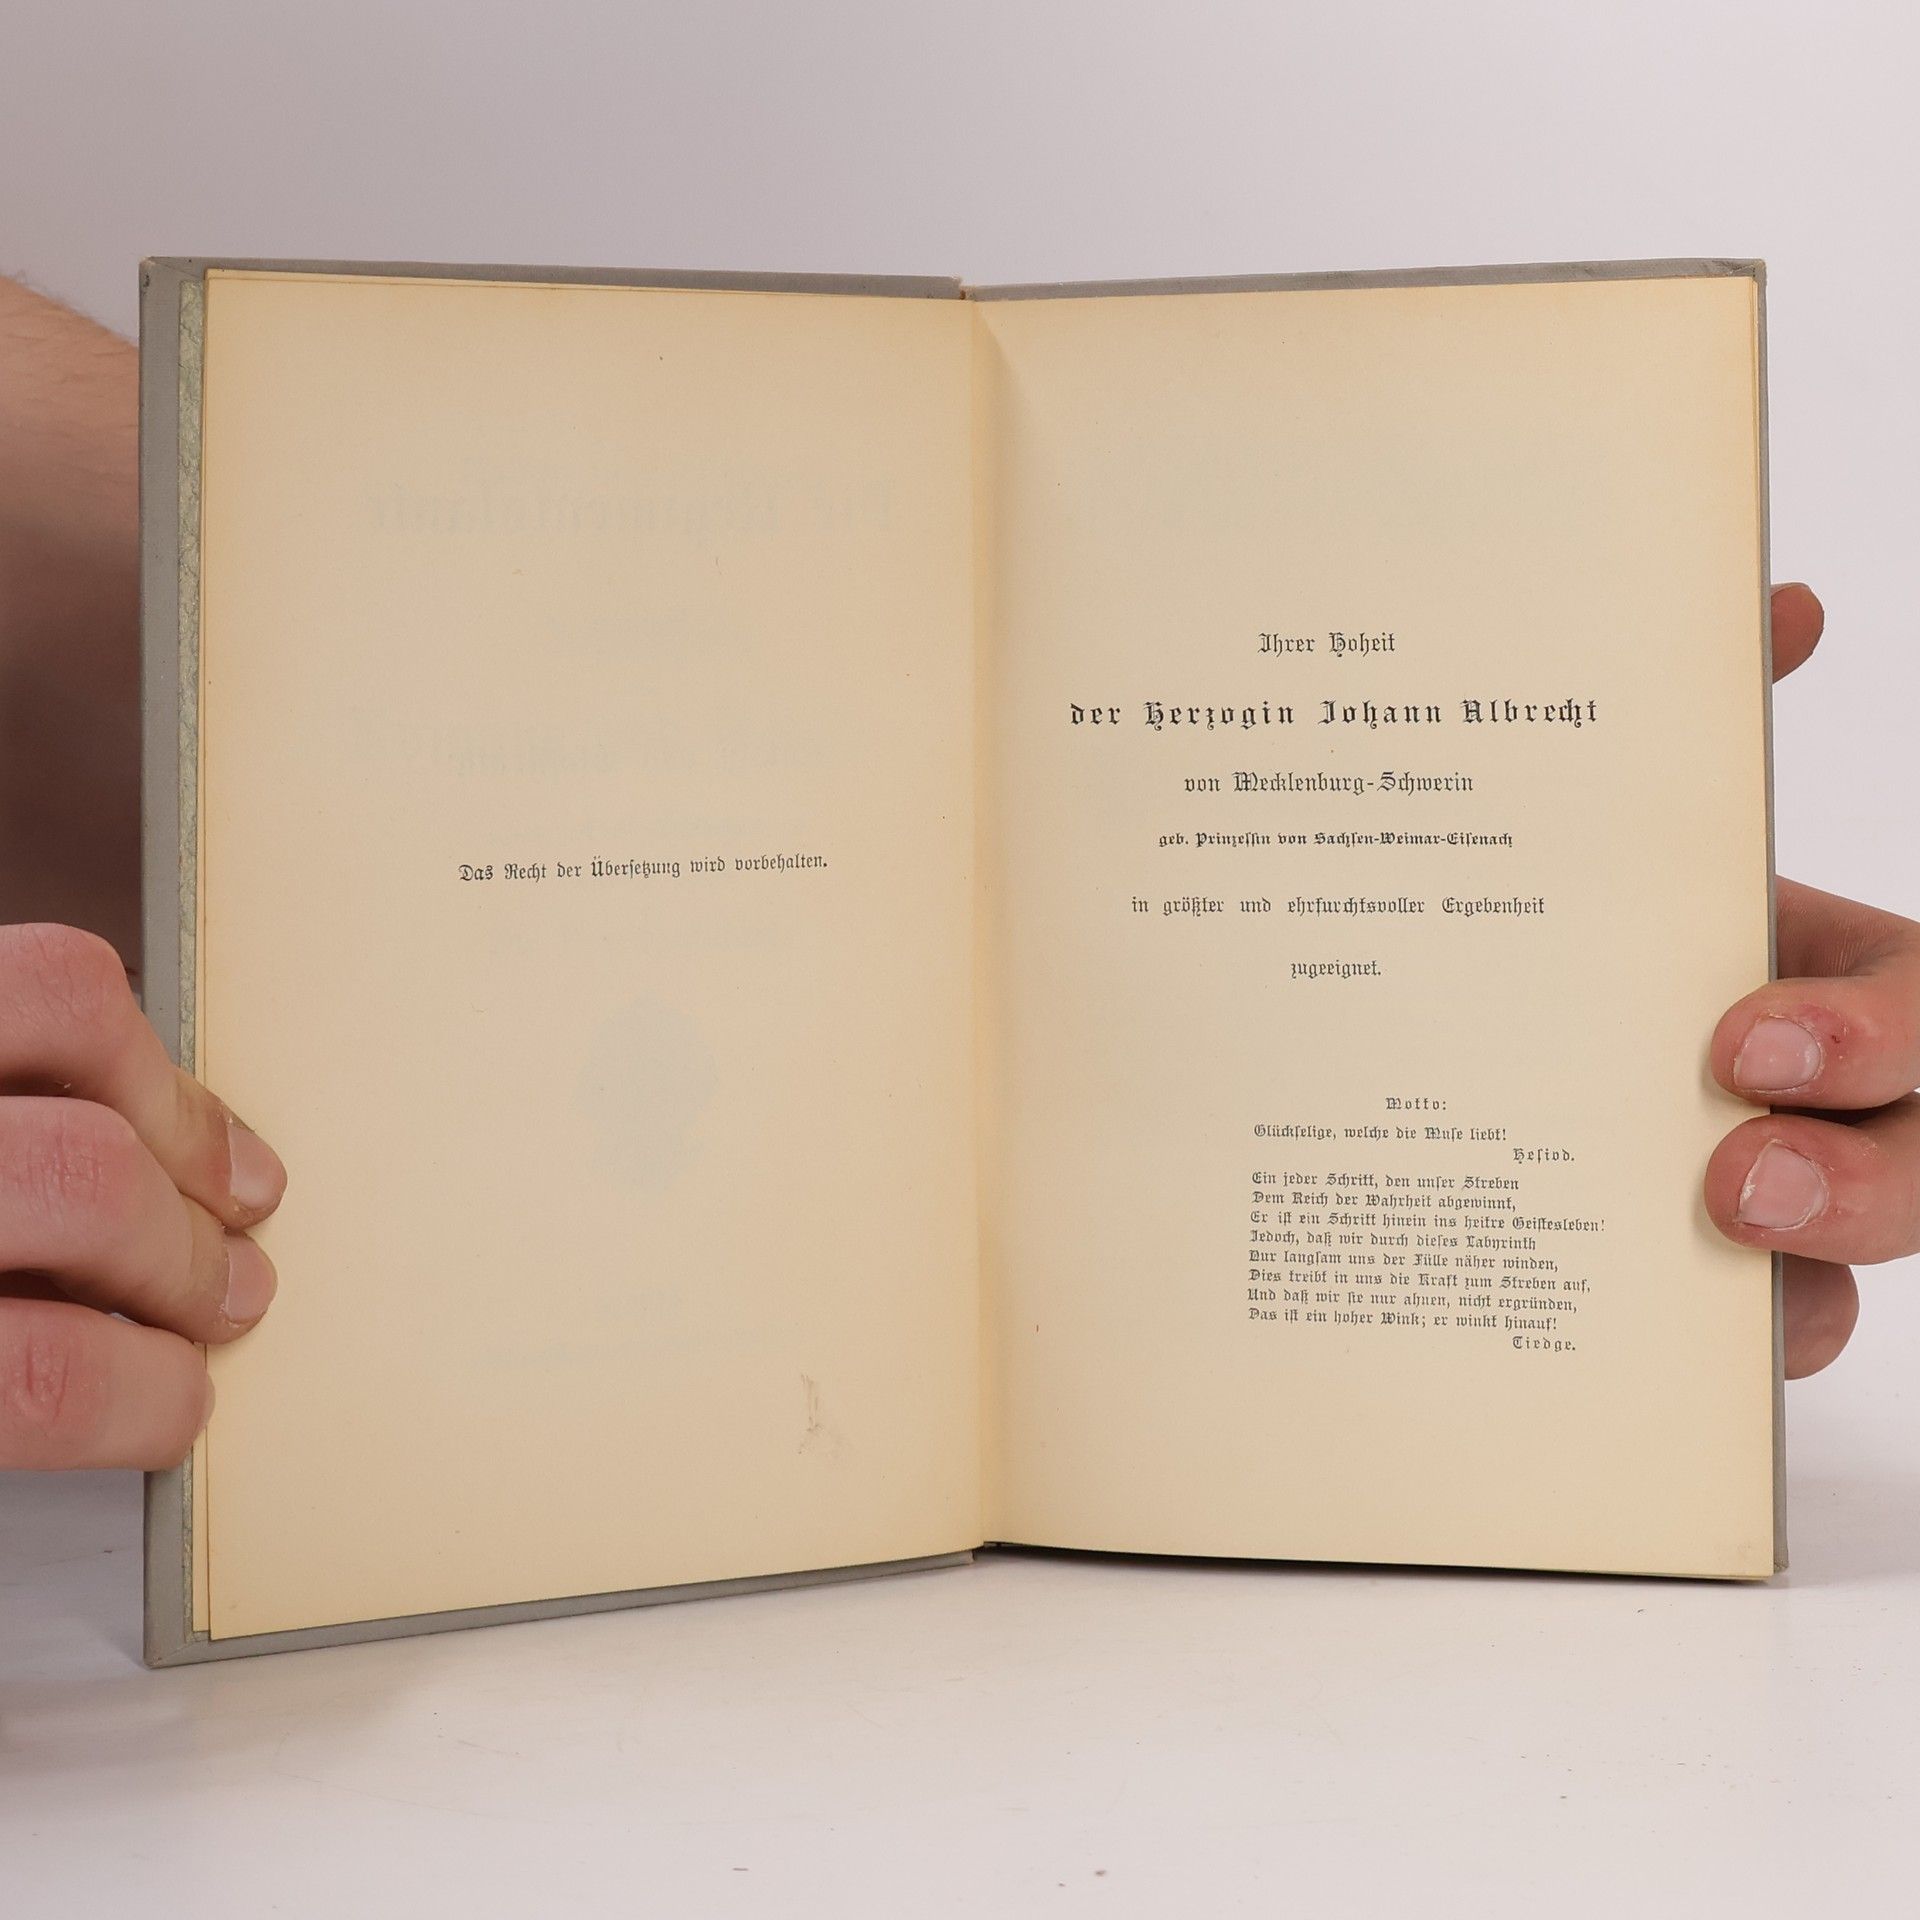 Das Recht der Übersetzung wird vorbehalten.
Ihrer Hoheit
der Herzogin Johann Albrecht
von Mecklenburg-Schwerin
geb. Prinzessin von Sachsen-Weimar-Eisenach
in größter und ehrfurchtsvoller Ergebenheit
zugeeignet.
Motto:
Glückselige, welche die Muse liebt!
Hesiod.
Ein jeder Schritt, den unser Streben
Dem Reich der Wahrheit abgewinnt,
Er ist ein Schritt hinein ins heitre Geistesleben!
Jedoch, daß wir durch dieses Labyrinth
Nur langsam uns der Fülle näher winden,
Dies treibt in uns die Kraft zum Streben auf,
Und daß wir sie nur ahnen, nicht ergründen,
Das ist ein hoher Wink; er winkt hinauf!
Tiedge.